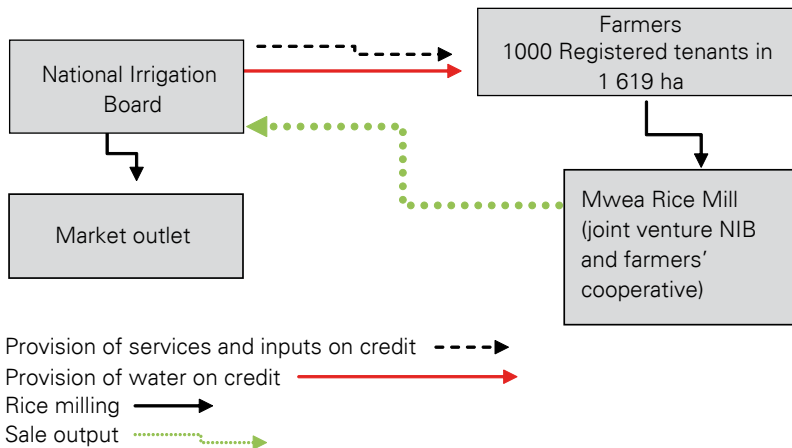 National Irrigation
Board
Farmers
1000 Registered tenants in
1 619 ha
Market outlet
Mwea Rice Mill
(joint venture NIB
and farmers’
cooperative)
Provision of services and inputs on credit
Provision of water on credit
Rice milling
Sale output